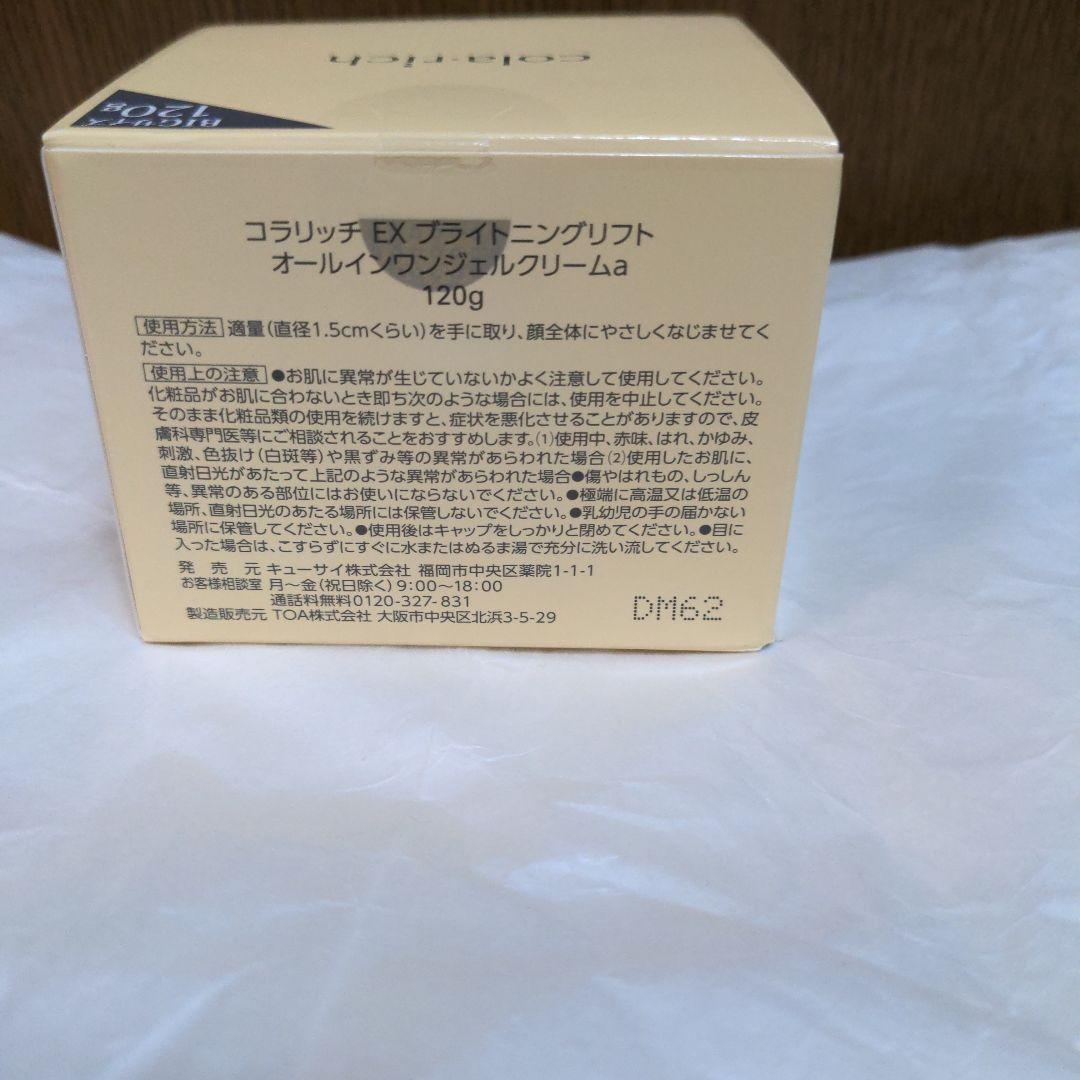 cola·rich
BIGサイズ
120g
コラリッチ EX ブライトニングリフト
オールインワンジェルクリームa
120g
使用方法 適量(直径1.5cmくらい)を手に取り、顔全体にやさしくなじませてく
ださい。
使用上の注意 ●お肌に異常が生じていないかよく注意して使用してください。
化粧品がお肌に合わないとき即ち次のような場合には、使用を中止してください。
そのまま化粧品類の使用を続けますと、症状を悪化させることがありますので、皮
膚科専門医等にご相談されることをおすすめします。(1)使用中、赤味、はれ、かゆみ、
刺激、色抜け(白斑等)や黒ずみ等の異常があらわれた場合(2)使用したお肌に、
直射日光があたって上記のような異常があらわれた場合●傷やはれもの、しっしん
等、異常のある部位にはお使いにならないでください。●極端に高温又は低温の
場所、直射日光のあたる場所には保管しないでください。●乳幼児の手の届かない
場所に保管してください。●使用後はキャップをしっかりと閉めてください。●目に
入った場合は、こすらずにすぐに水またはぬるま湯で充分に洗い流してください。
発売元 キューサイ株式会社 福岡市中央区薬院1-1-1
お客様相談室 月〜金(祝日除く)9:00〜18:00
通話料無料0120-327-831
製造販売元 TOA株式会社 大阪市中央区北浜3-5-29
DM62